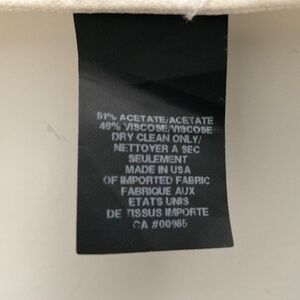 51% ACETATE/ACETATE
49% VISCOSE/VISCOSE
DRY CLEAN ONLY/
NETTOYER A SEC
SEULEMENT
MADE IN USA
OF IMPORTED FABRIC
FABRIQUE AUX
ETATS UNIS
DE TISSUS IMPORTE
CA #00965